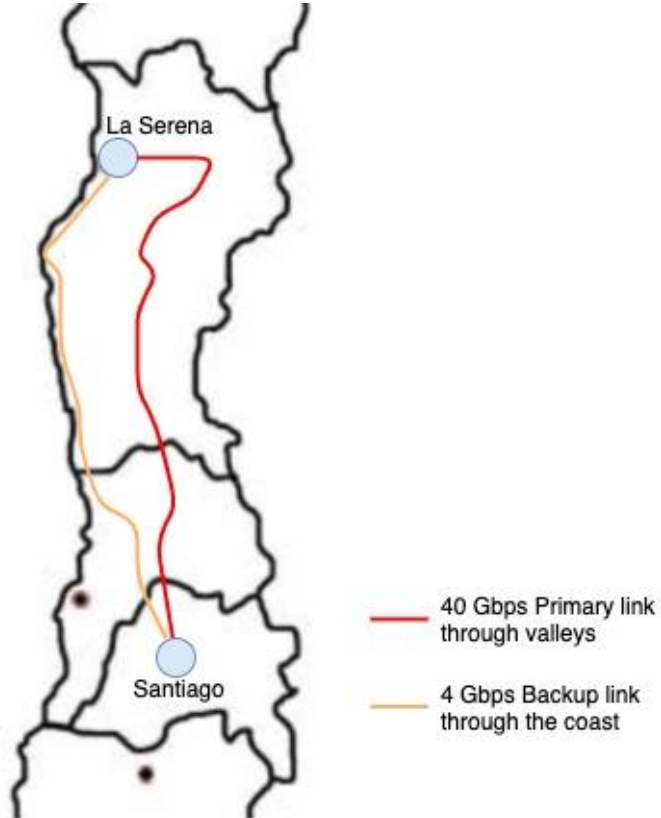 La Serena
Santiago
40 Gbps Primary link
through valleys
4 Gbps Backup link
through the coast